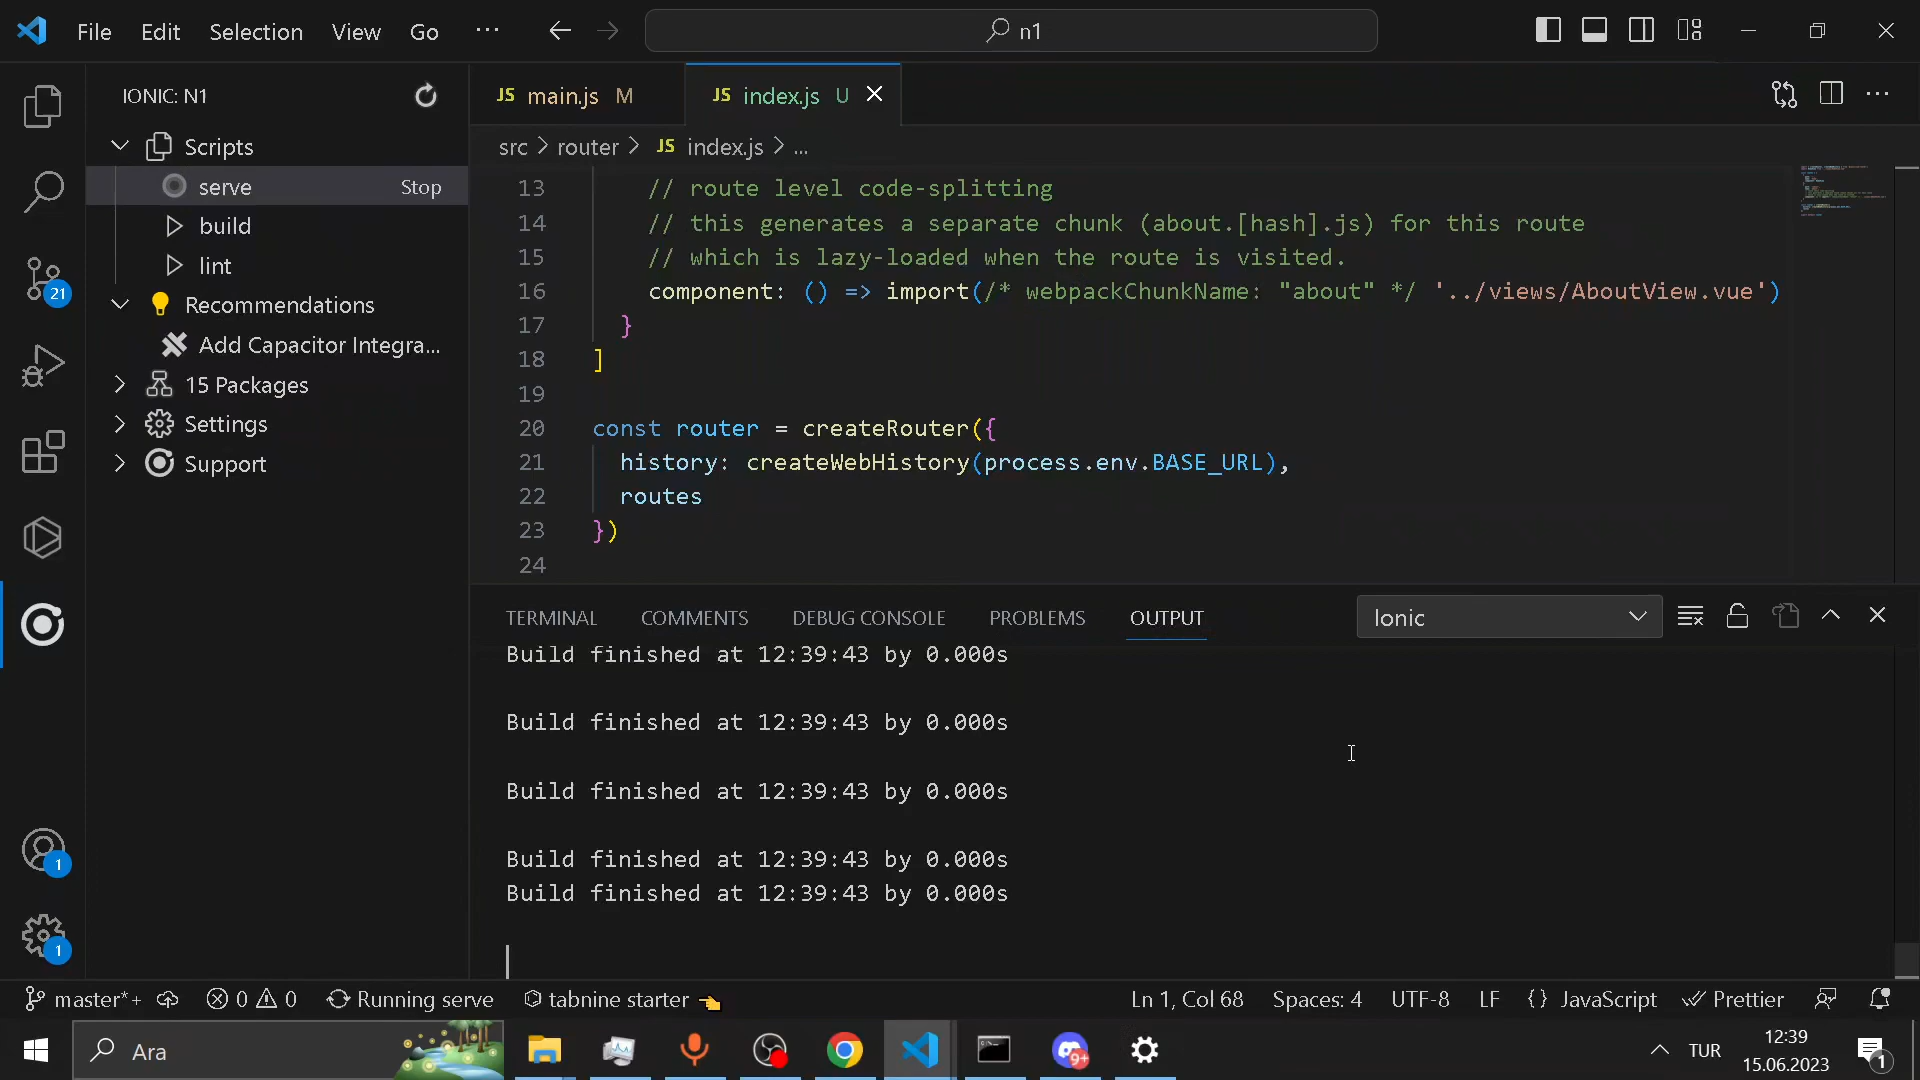 File Edit Selection View Go ··· n1
IONIC: N1
Scripts
serve Stop
build
lint
Recommendations
Add Capacitor Integra...
15 Packages
Settings
Support
21
1
1
JS main.js M
JS index.js U
src > router > JS index.js > ...
13 // route level code-splitting
14 // this generates a separate chunk (about.[hash].js) for this route
15 // which is lazy-loaded when the route is visited.
16 component: () => import(/* webpackChunkName: "about" */ '../views/AboutView.vue')
17 }
18 ]
19
20 const router = createRouter({
21 history: createWebHistory(process.env.BASE_URL),
22 routes
23 })
24
TERMINAL COMMENTS DEBUG CONSOLE PROBLEMS OUTPUT Ionic
Build finished at 12:39:43 by 0.000s
Build finished at 12:39:43 by 0.000s
Build finished at 12:39:43 by 0.000s
Build finished at 12:39:43 by 0.000s
Build finished at 12:39:43 by 0.000s
master*+ 0 0 Running serve tabnine starter Ln 1, Col 68 Spaces: 4 UTF-8 LF {} JavaScript Prettier
Ara 9+ TUR 12:39
15.06.2023 1